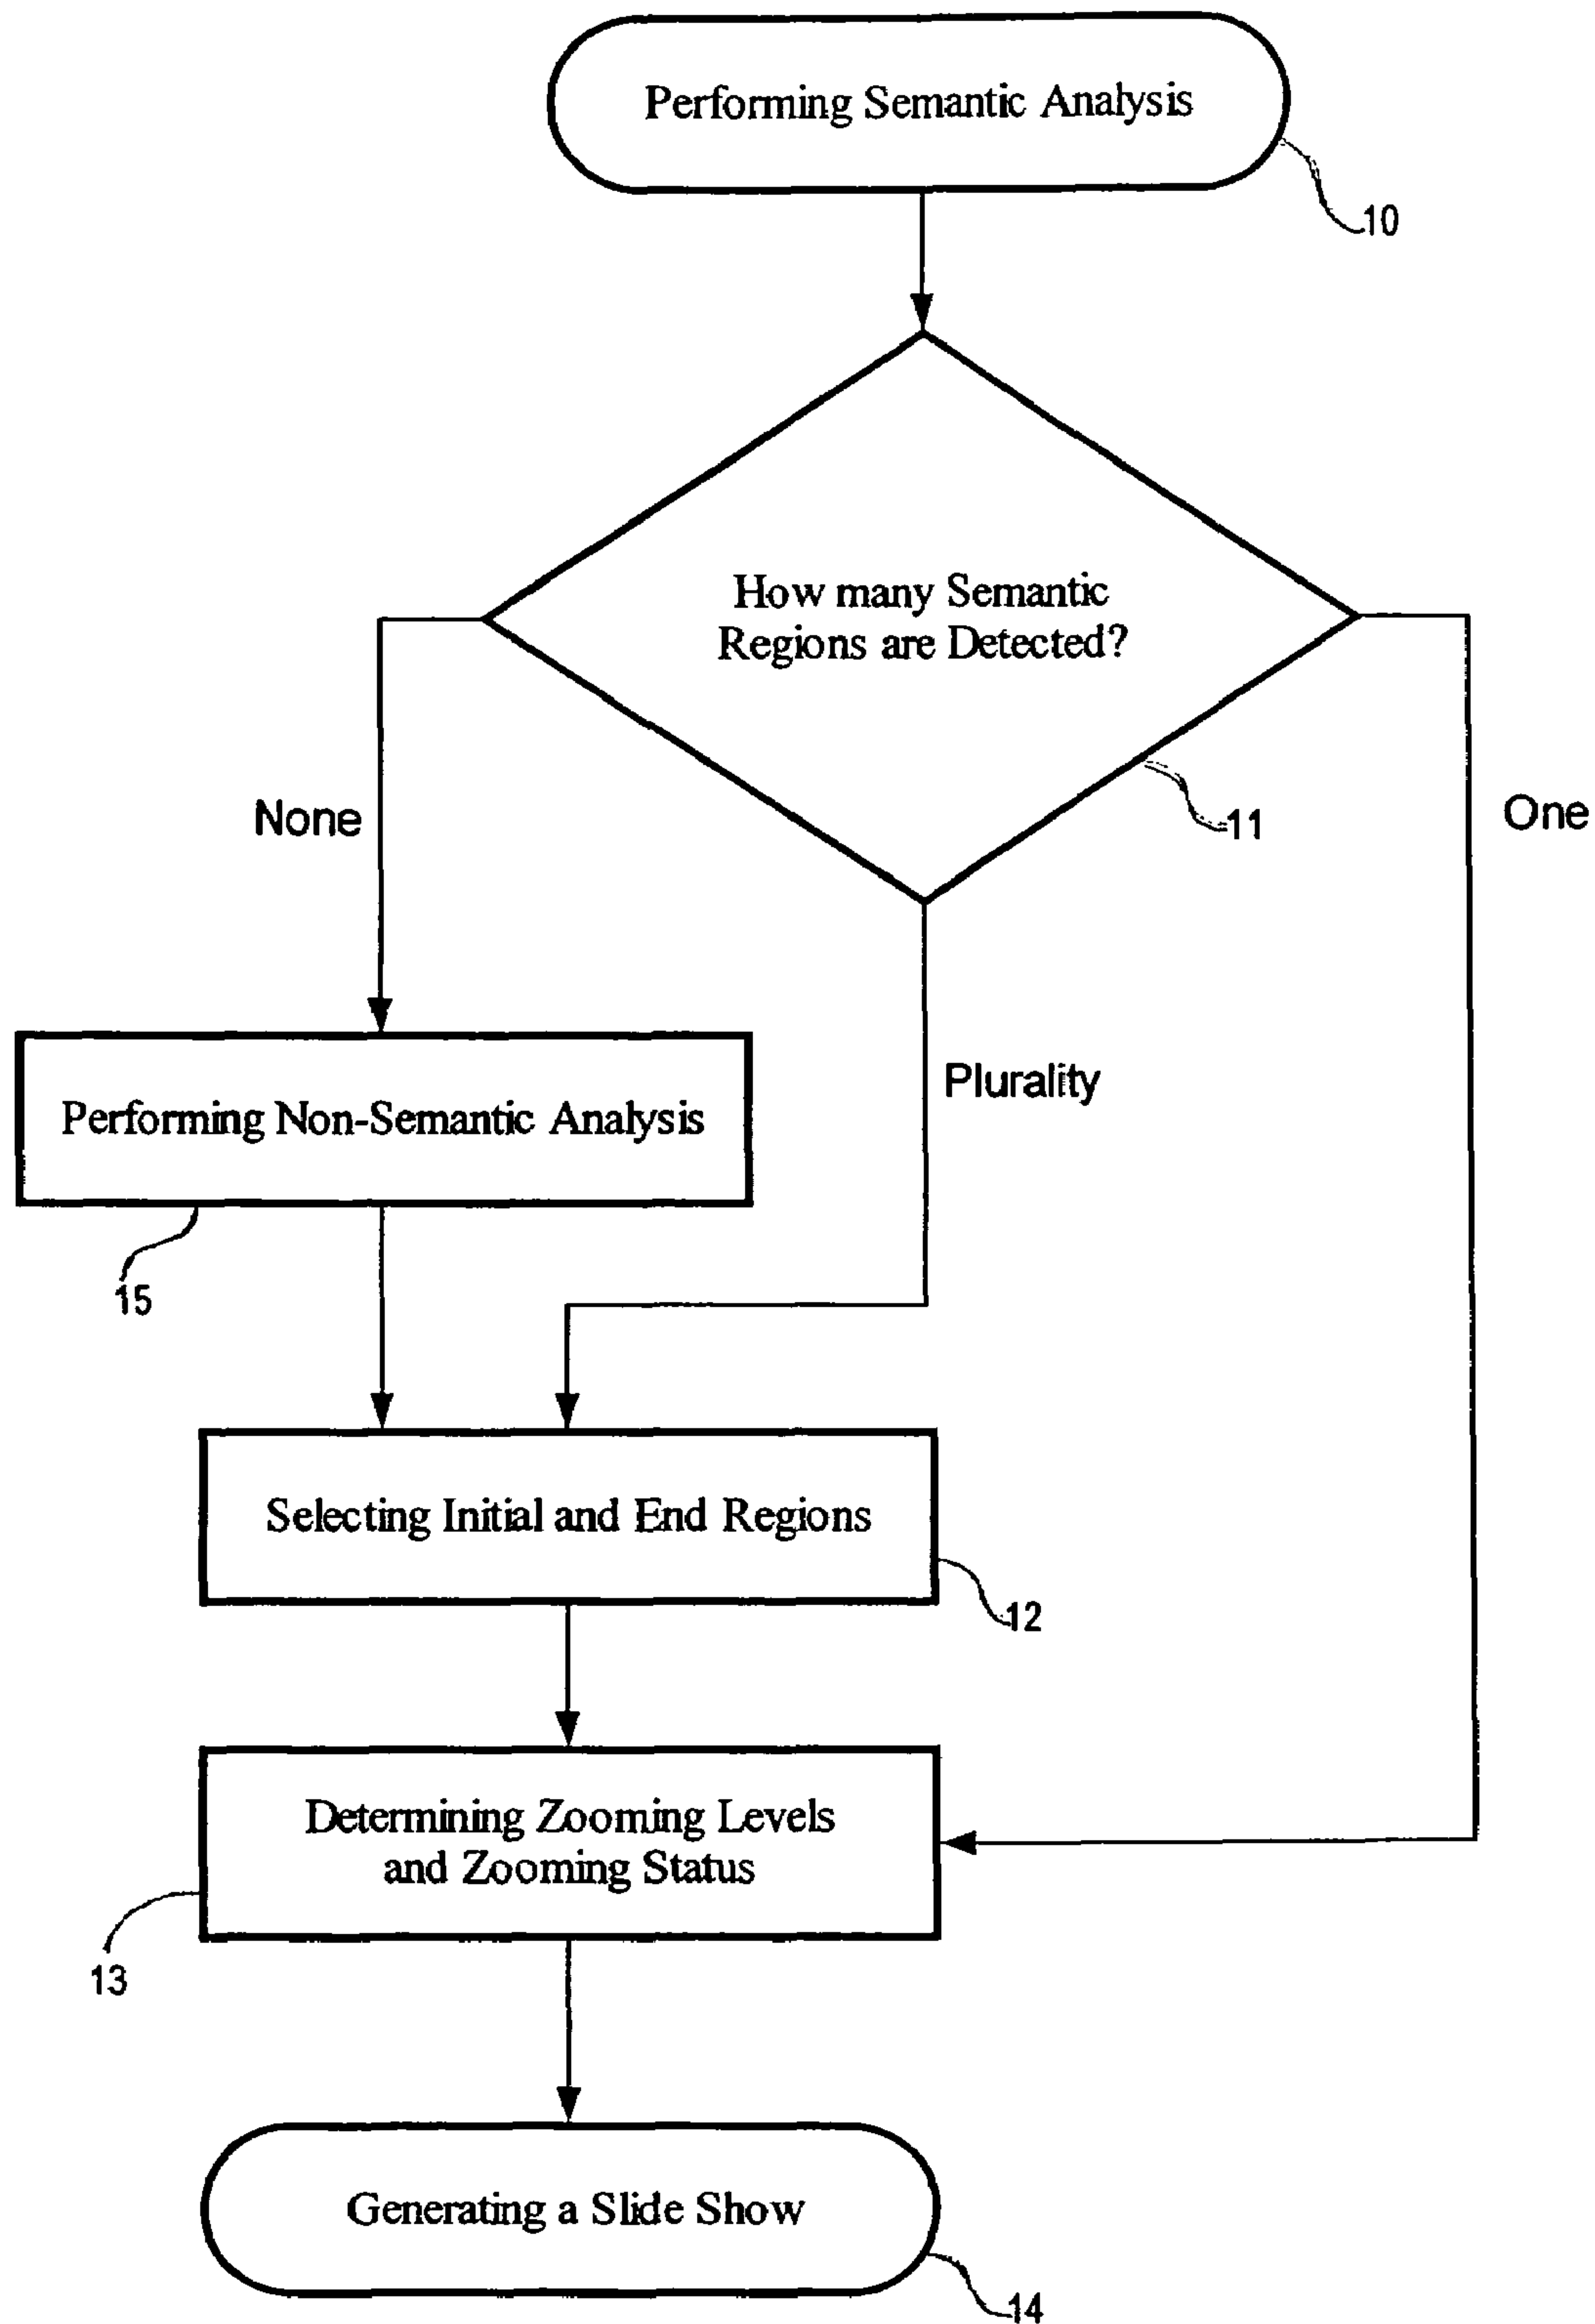 Performing Semantic Analysis
10
How many Semantic
Regions are Detected?
11
None
One
Plurality
Performing Non-Semantic Analysis
15
Selecting Initial and End Regions
12
Determining Zooming Levels
and Zooming Status
13
Generating a Slide Show
14